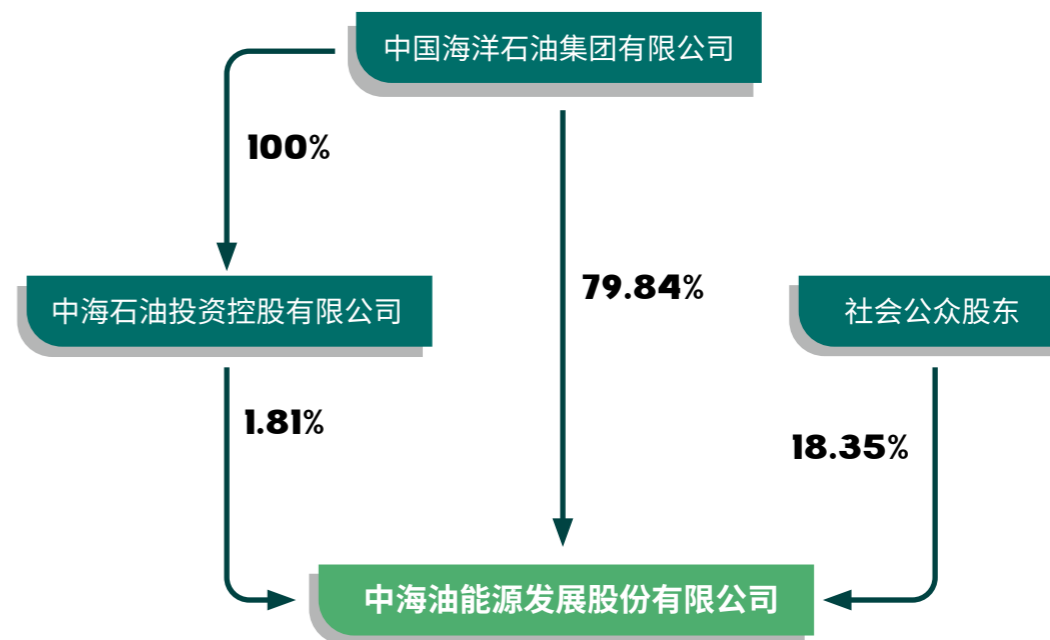 中国海洋石油集团有限公司
100%
中海石油投资控股有限公司
79.84%
社会公众股东
1.81%
18.35%
中海油能源发展股份有限公司